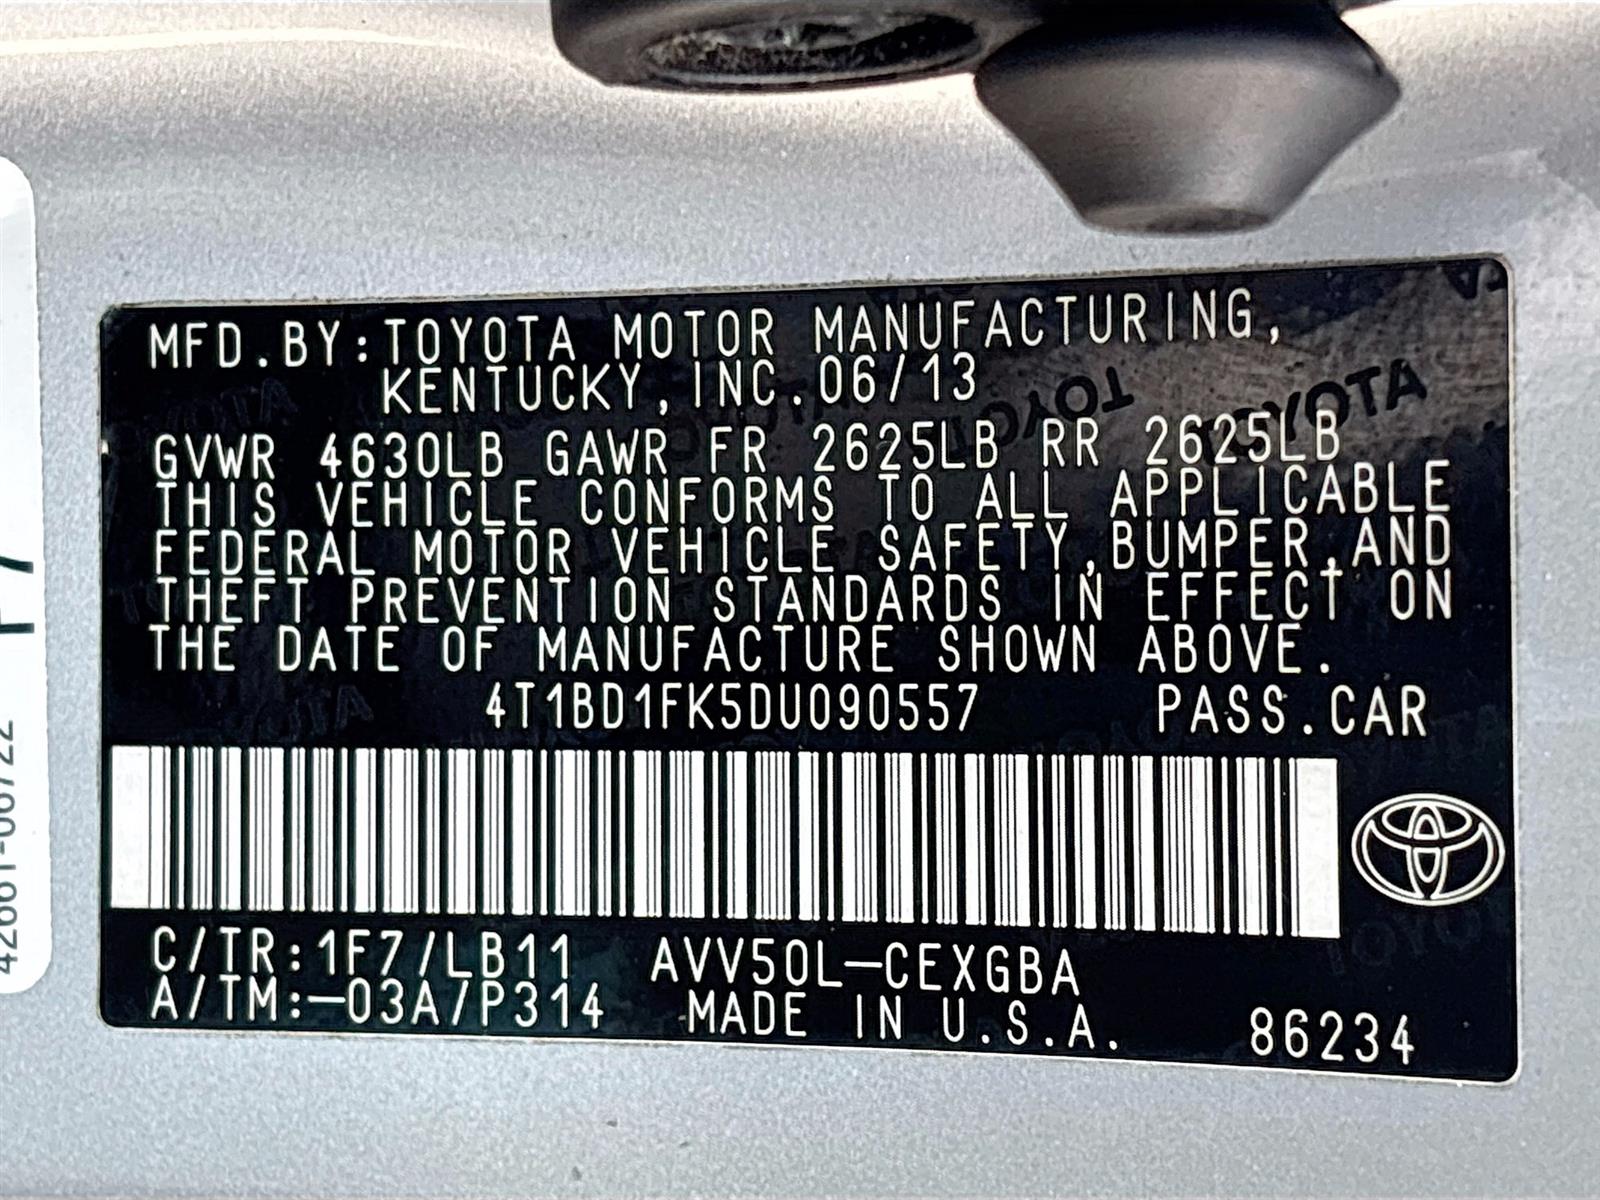 MFD.BY:TOYOTA MOTOR MANUFACTURING,
KENTUCKY,INC.06/13
GVWR 4630LB GAWR FR 2625LB RR 2625LB
THIS VEHICLE CONFORMS TO ALL APPLICABLE
FEDERAL MOTOR VEHICLE SAFETY,BUMPER,AND
THEFT PREVENTION STANDARDS IN EFFECT ON
THE DATE OF MANUFACTURE SHOWN ABOVE.
4T1BD1FK5DU090557 PASS.CAR
C/TR:1F7/LB11 AVV50L-CEXGBA
A/TM:-03A/P314 MADE IN U.S.A. 86234
TOYOTA
TOYOTA